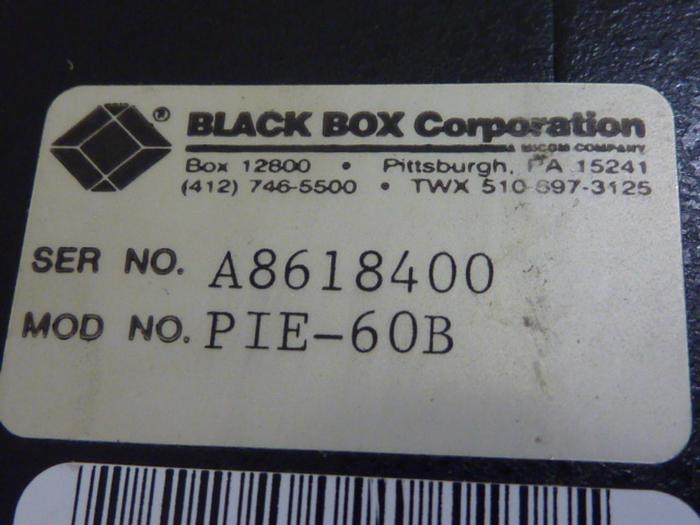 ® BLACK BOX Corporation
A MICOM COMPANY
Box 12800 • Pittsburgh, PA 15241
(412) 746-5500 • TWX 510-697-3125
SER NO. A8618400
MOD NO. PIE-60B